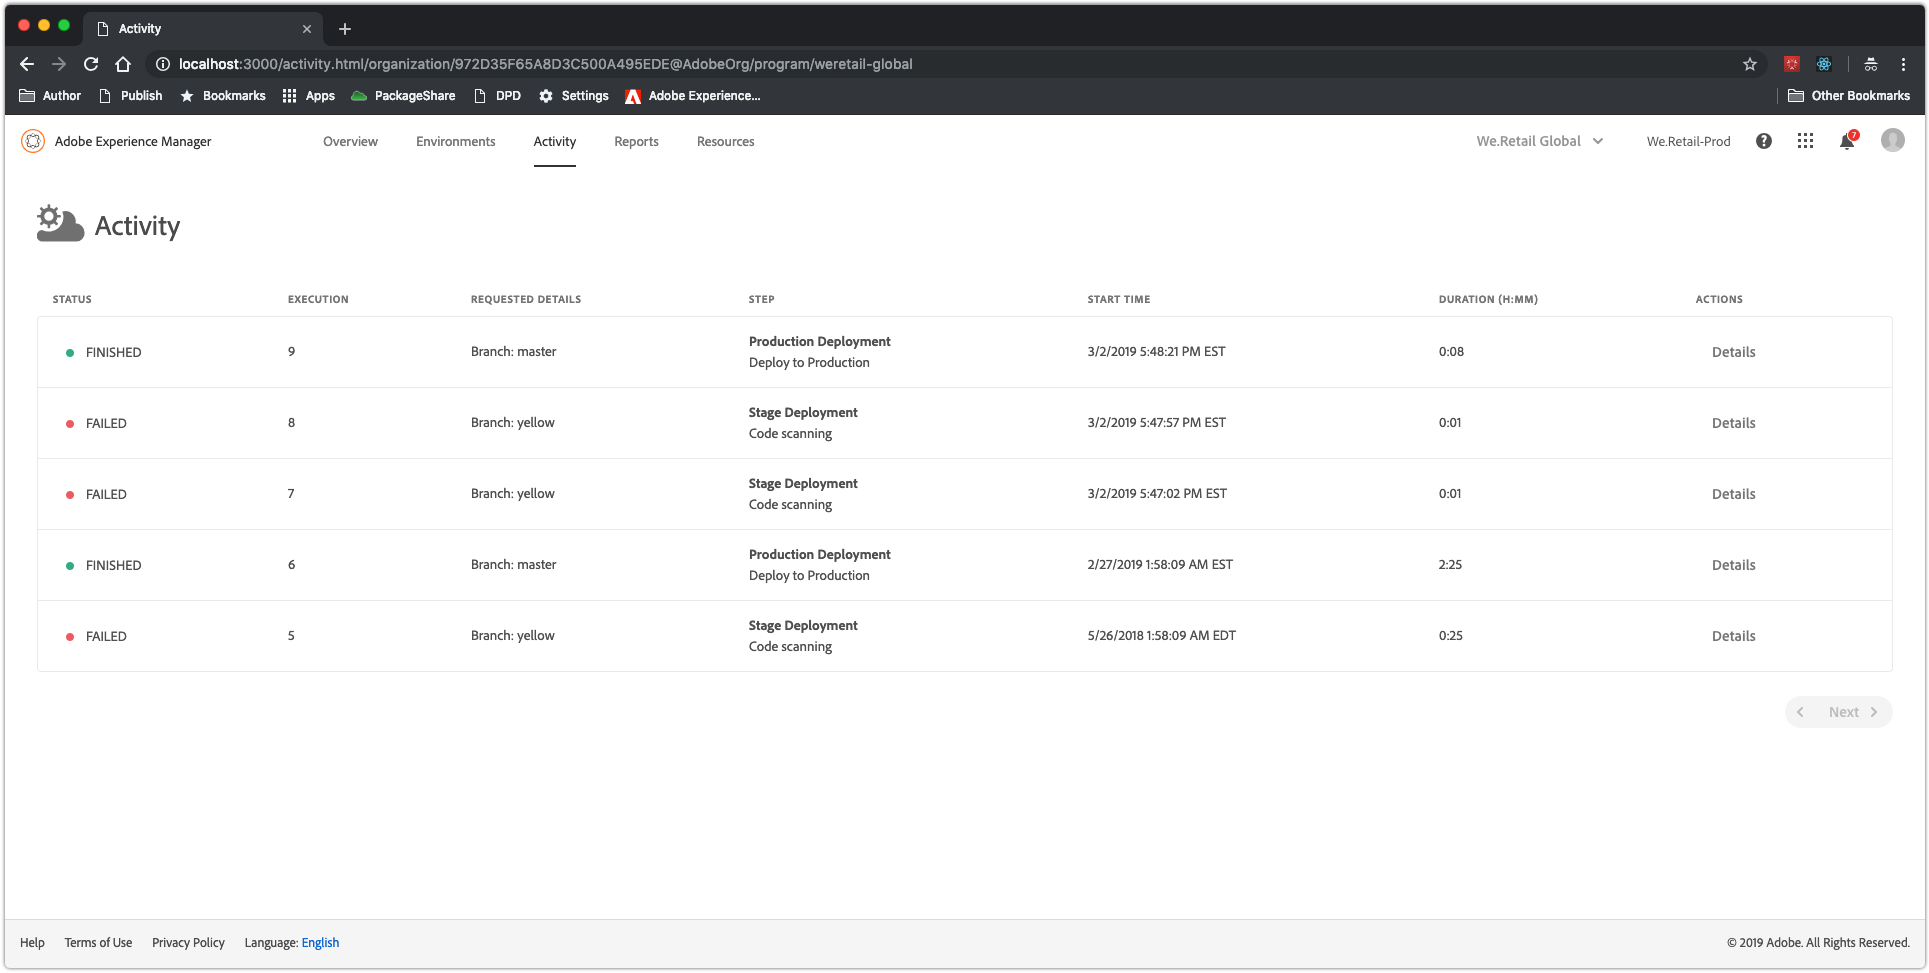 Activity
localhost:3000/activity.html/organization/972D35F65A8D3C500A495EDE@AdobeOrg/program/weretail-global
Author Publish Bookmarks Apps PackageShare DPD Settings Adobe Experience... Other Bookmarks
Adobe Experience Manager Overview Environments Activity Reports Resources We.Retail Global We.Retail-Prod ? 7
Activity
STATUS EXECUTION REQUESTED DETAILS STEP START TIME DURATION (H:MM) ACTIONS
FINISHED 9 Branch: master Production Deployment 3/2/2019 5:48:21 PM EST 0:08 Details
Deploy to Production
FAILED 8 Branch: yellow Stage Deployment 3/2/2019 5:47:57 PM EST 0:01 Details
Code scanning
FAILED 7 Branch: yellow Stage Deployment 3/2/2019 5:47:02 PM EST 0:01 Details
Code scanning
FINISHED 6 Branch: master Production Deployment 2/27/2019 1:58:09 AM EST 2:25 Details
Deploy to Production
FAILED 5 Branch: yellow Stage Deployment 5/26/2018 1:58:09 AM EDT 0:25 Details
Code scanning
Next
Help Terms of Use Privacy Policy Language: English © 2019 Adobe. All Rights Reserved.